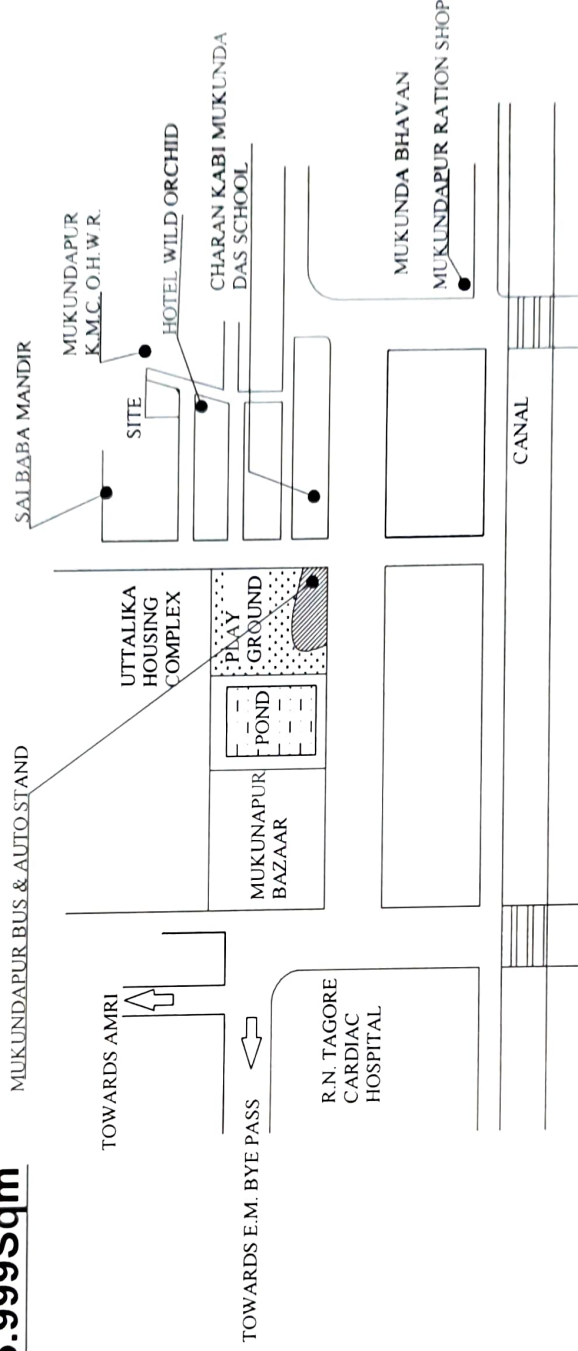 SAI BABA MANDIR
MUKUNDAPUR
K.M.C. O.H.W.R.
HOTEL WILD ORCHID
CHARAN KABI MUKUNDA
DAS SCHOOL
MUKUNDA BHAVAN
MUKUNDAPUR RATION SHOP
SITE
MUKUNDAPUR BUS & AUTO STAND
UTTALIKA
HOUSING
COMPLEX
PLAY
GROUND
POND
MUKUNAPUR
BAZAAR
CANAL
TOWARDS AMRI
TOWARDS E.M. BYE PASS
R.N. TAGORE
CARDIAC
HOSPITAL
.999Sqm